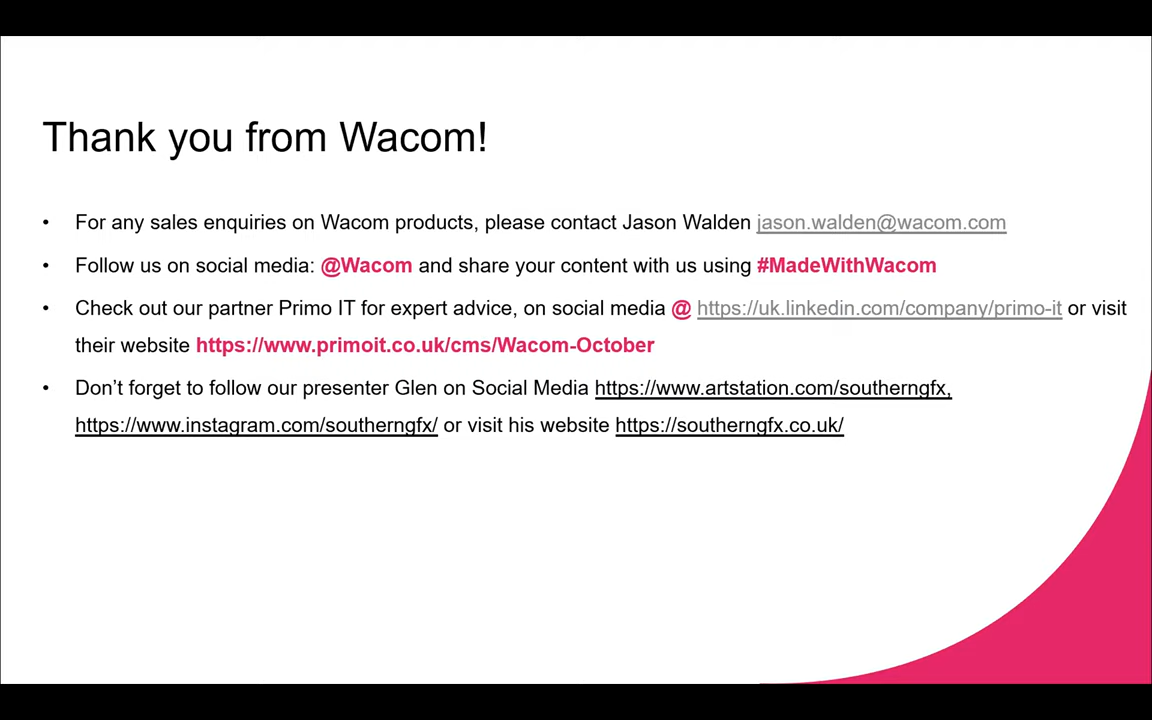 Thank you from Wacom!
• For any sales enquiries on Wacom products, please contact Jason Walden jason.walden@wacom.com
• Follow us on social media: @Wacom and share your content with us using #MadeWithWacom
• Check out our partner Primo IT for expert advice, on social media @ https://uk.linkedin.com/company/primo-it or visit
their website https://www.primoit.co.uk/cms/Wacom-October
• Don’t forget to follow our presenter Glen on Social Media https://www.artstation.com/southerngfx,
https://www.instagram.com/southerngfx/ or visit his website https://southerngfx.co.uk/